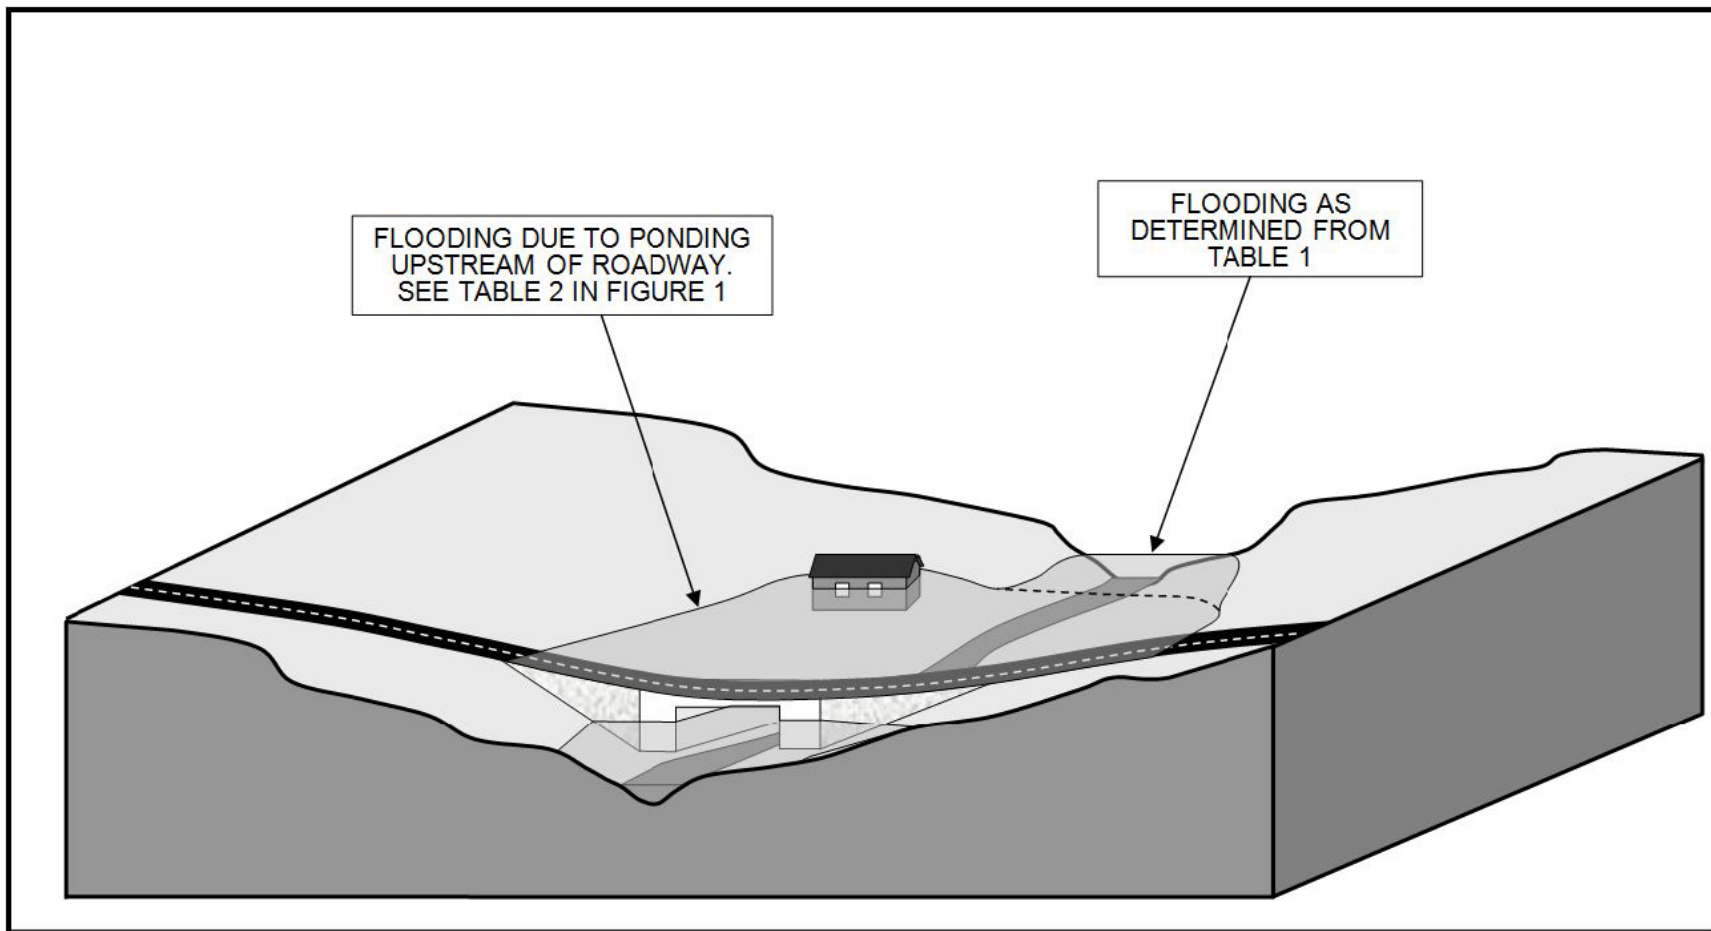 FLOODING DUE TO PONDING
UPSTREAM OF ROADWAY.
SEE TABLE 2 IN FIGURE 1
FLOODING AS
DETERMINED FROM
TABLE 1